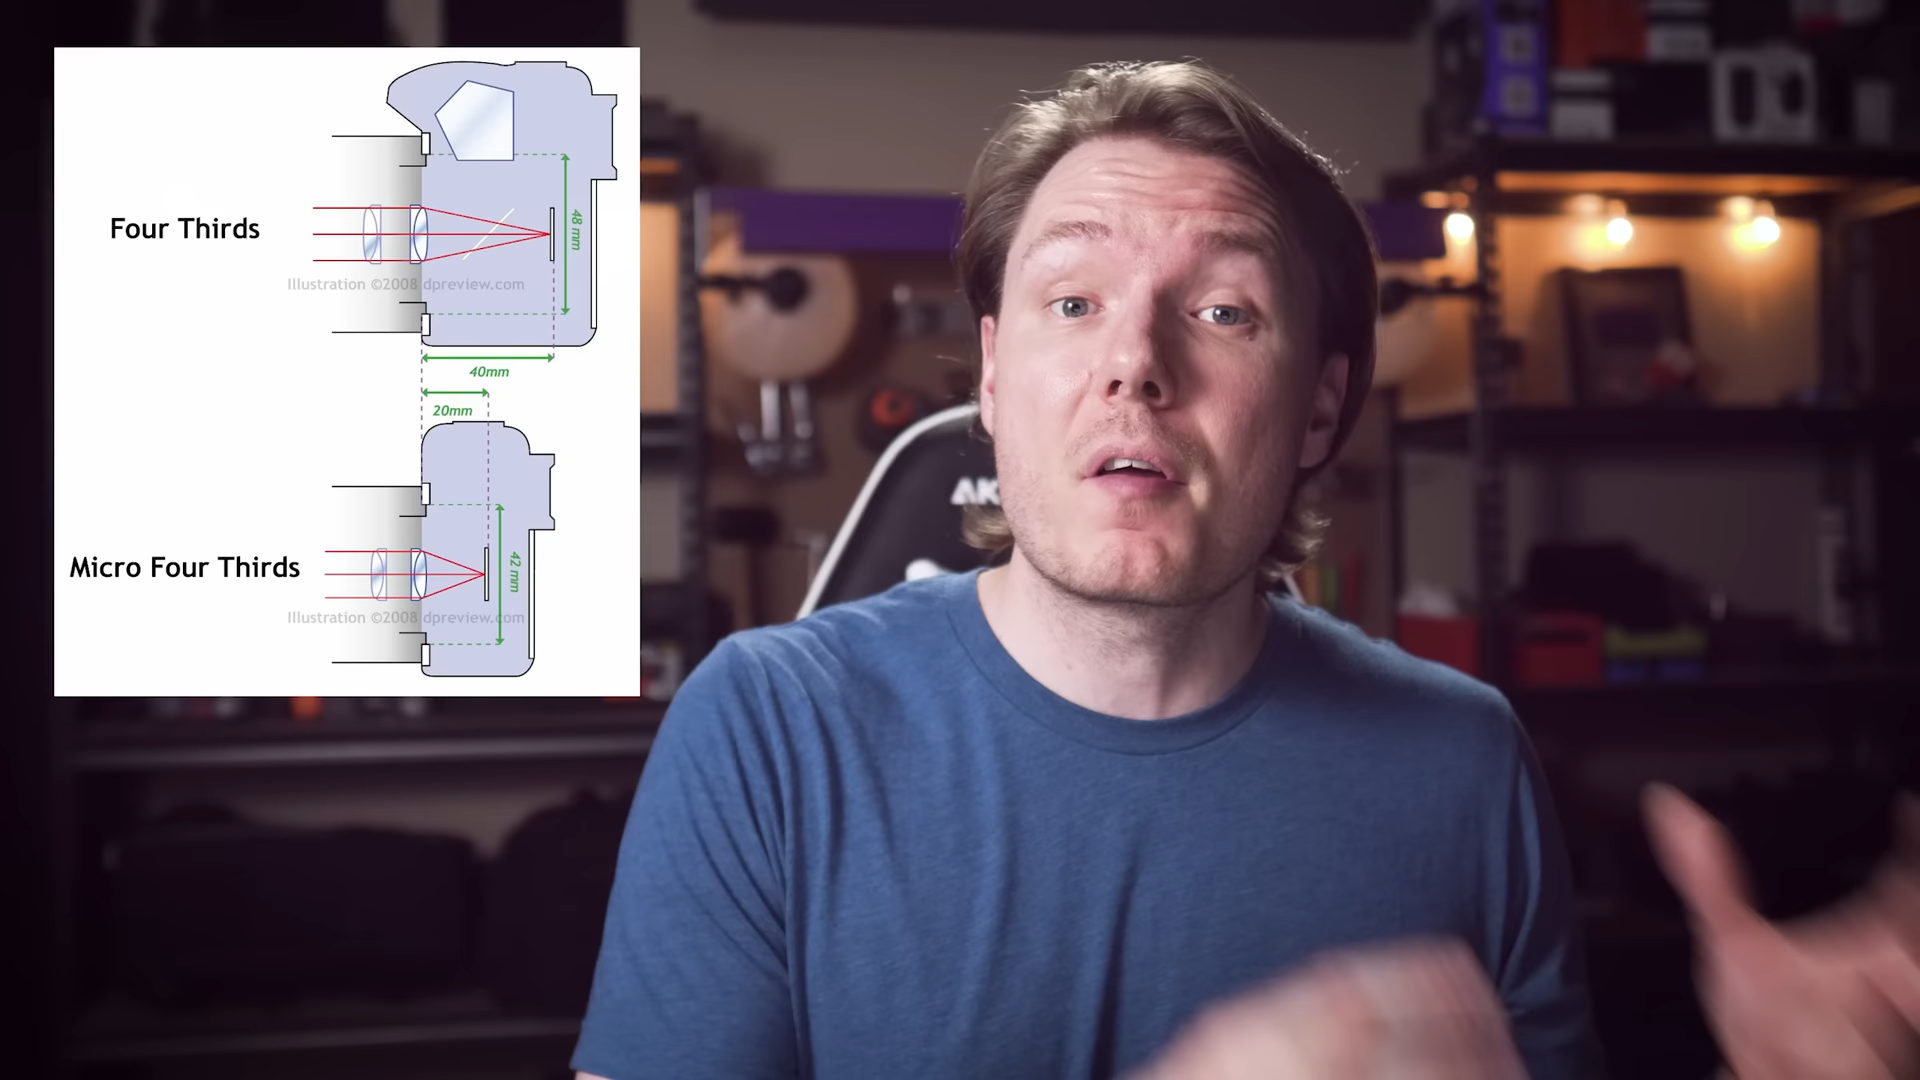 Four Thirds
48 mm
Illustration ©2008 dpreview.com
40mm
20mm
Micro Four Thirds
42 mm
Illustration ©2008 dpreview.com
AK